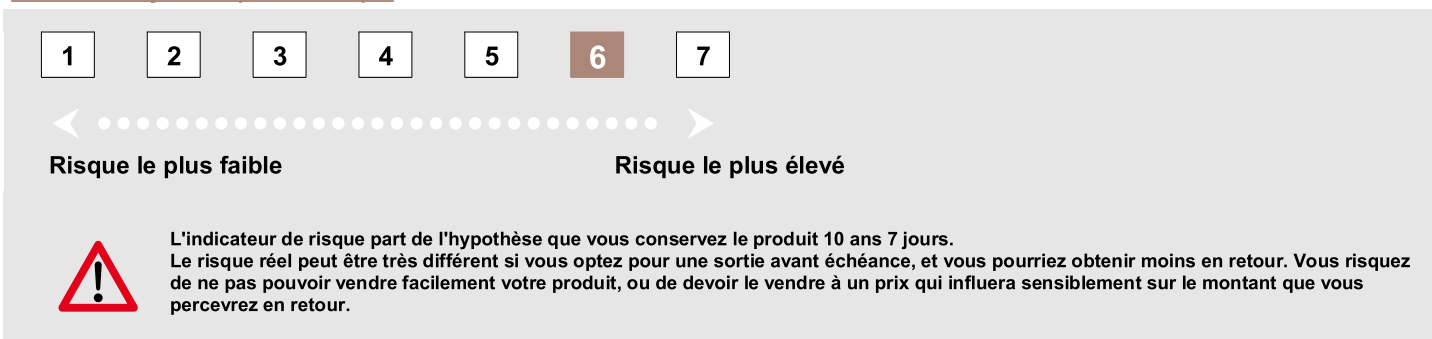 1 2 3 4 5 6 7
Risque le plus faible Risque le plus élevé
L'indicateur de risque part de l'hypothèse que vous conservez le produit 10 ans 7 jours.
Le risque réel peut être très différent si vous optez pour une sortie avant échéance, et vous pourriez obtenir moins en retour. Vous risquez
de ne pas pouvoir vendre facilement votre produit, ou de devoir le vendre à un prix qui influera sensiblement sur le montant que vous
percevrez en retour.